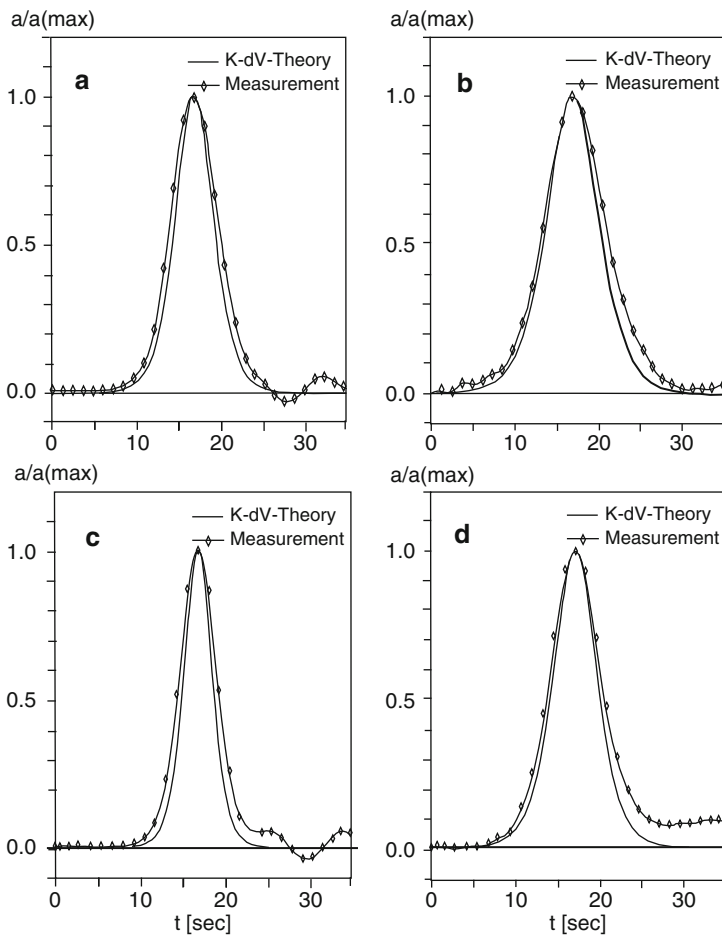 a/a(max)
a
K-dV-Theory
Measurement
1.0
0.5
0.0
0 10 20 30
a/a(max)
b
K-dV-Theory
Measurement
1.0
0.5
0.0
0 10 20 30
a/a(max)
c
K-dV-Theory
Measurement
1.0
0.5
0.0
0 10 20 30
t [sec]
a/a(max)
d
K-dV-Theory
Measurement
1.0
0.5
0.0
0 10 20 30
t [sec]